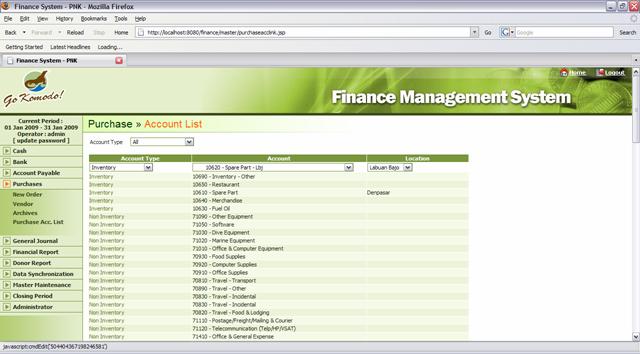 Finance System - PNK - Mozilla Firefox
File Edit View History Bookmarks Tools Help
Back Forward Reload Home http://localhost:8080/finance/master/purchaseacclink.jsp Go Google Search
Getting Started Latest Headlines Loading...
Finance System - PNK
Go Komodo!
Home Logout
Finance Management System
Current Period :
01 Jan 2009 - 31 Jan 2009
Operator : admin
[ update password ]
Cash
Bank
Account Payable
Purchases
New Order
Vendor
Archives
Purchase Acc. List
General Journal
Financial Report
Donor Report
Data Synchronization
Master Maintenance
Closing Period
Administrator
Purchase » Account List
Account Type All
Account Type Account Location
Inventory 10620 - Spare Part - Lbj Labuan Bajo
Inventory 10690 - Inventory - Other
Inventory 10650 - Restaurant
Inventory 10610 - Spare Part Denpasar
Inventory 10640 - Merchandise
Inventory 10630 - Fuel Oil
Non Inventory 71090 - Other Equipment
Non Inventory 71050 - Software
Non Inventory 71030 - Dive Equipment
Non Inventory 71020 - Marine Equipment
Non Inventory 71010 - Office & Computer Equipment
Non Inventory 70930 - Food Supplies
Non Inventory 70920 - Computer Supplies
Non Inventory 70910 - Office Supplies
Non Inventory 70810 - Travel - Transport
Non Inventory 70890 - Travel - Other
Non Inventory 70830 - Travel - Incidental
Non Inventory 70830 - Travel - Incidental
Non Inventory 70820 - Travel - Food & Lodging
Non Inventory 71110 - Postage/Freight/Mailing & Courier
Non Inventory 71120 - Telecommunication (Telp/HP/VSAT)
Non Inventory 71410 - Office & General Expense
javascript:cmdEdit('504404367198246581')